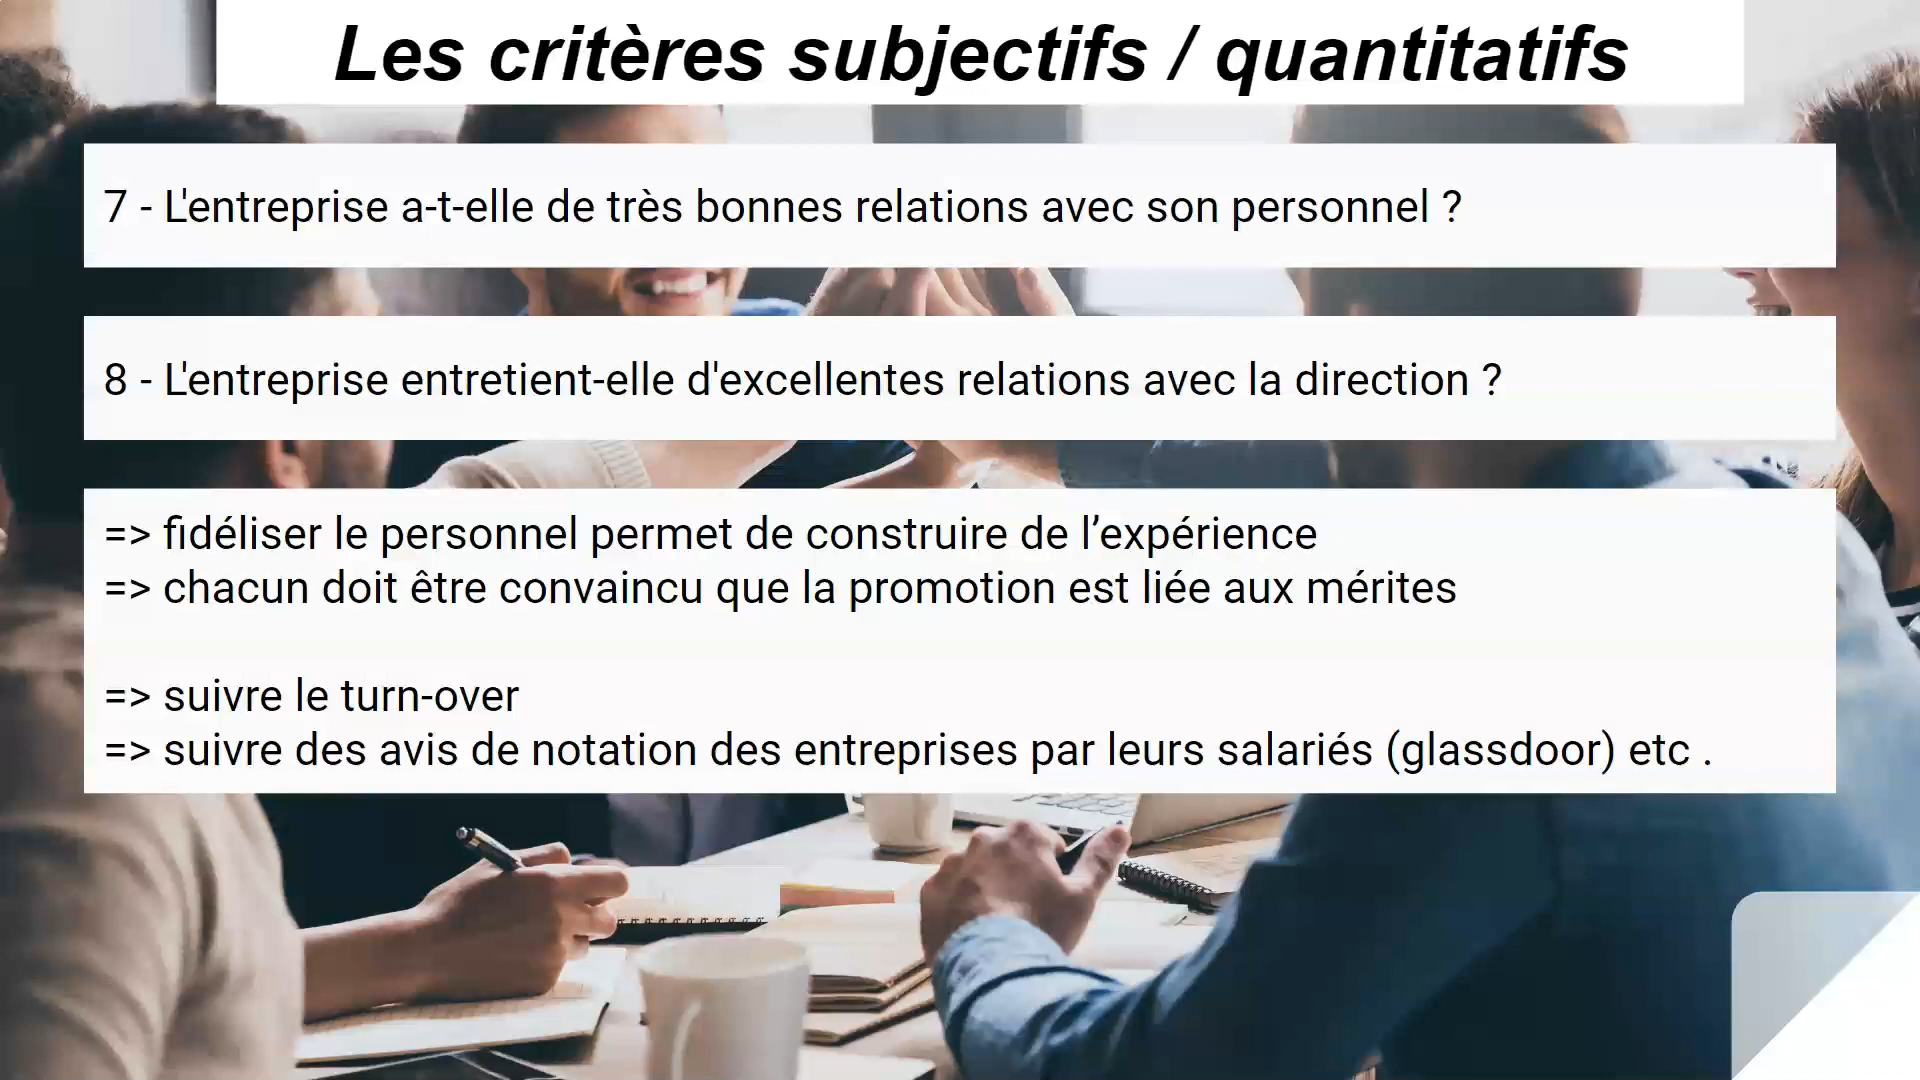 Les critères subjectifs / quantitatifs
7 - L'entreprise a-t-elle de très bonnes relations avec son personnel ?
8 - L'entreprise entretient-elle d'excellentes relations avec la direction ?
=> fidéliser le personnel permet de construire de l’expérience
=> chacun doit être convaincu que la promotion est liée aux mérites
=> suivre le turn-over
=> suivre des avis de notation des entreprises par leurs salariés (glassdoor) etc .